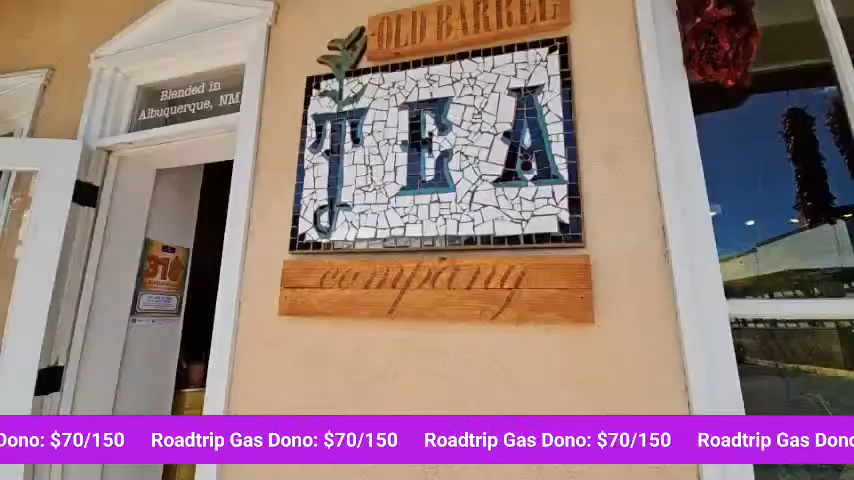 OLD BARREL
TEA
company
Blended in
Albuquerque, NM
Dono: $70/150 Roadtrip Gas Dono: $70/150 Roadtrip Gas Dono: $70/150 Roadtrip Gas Dono